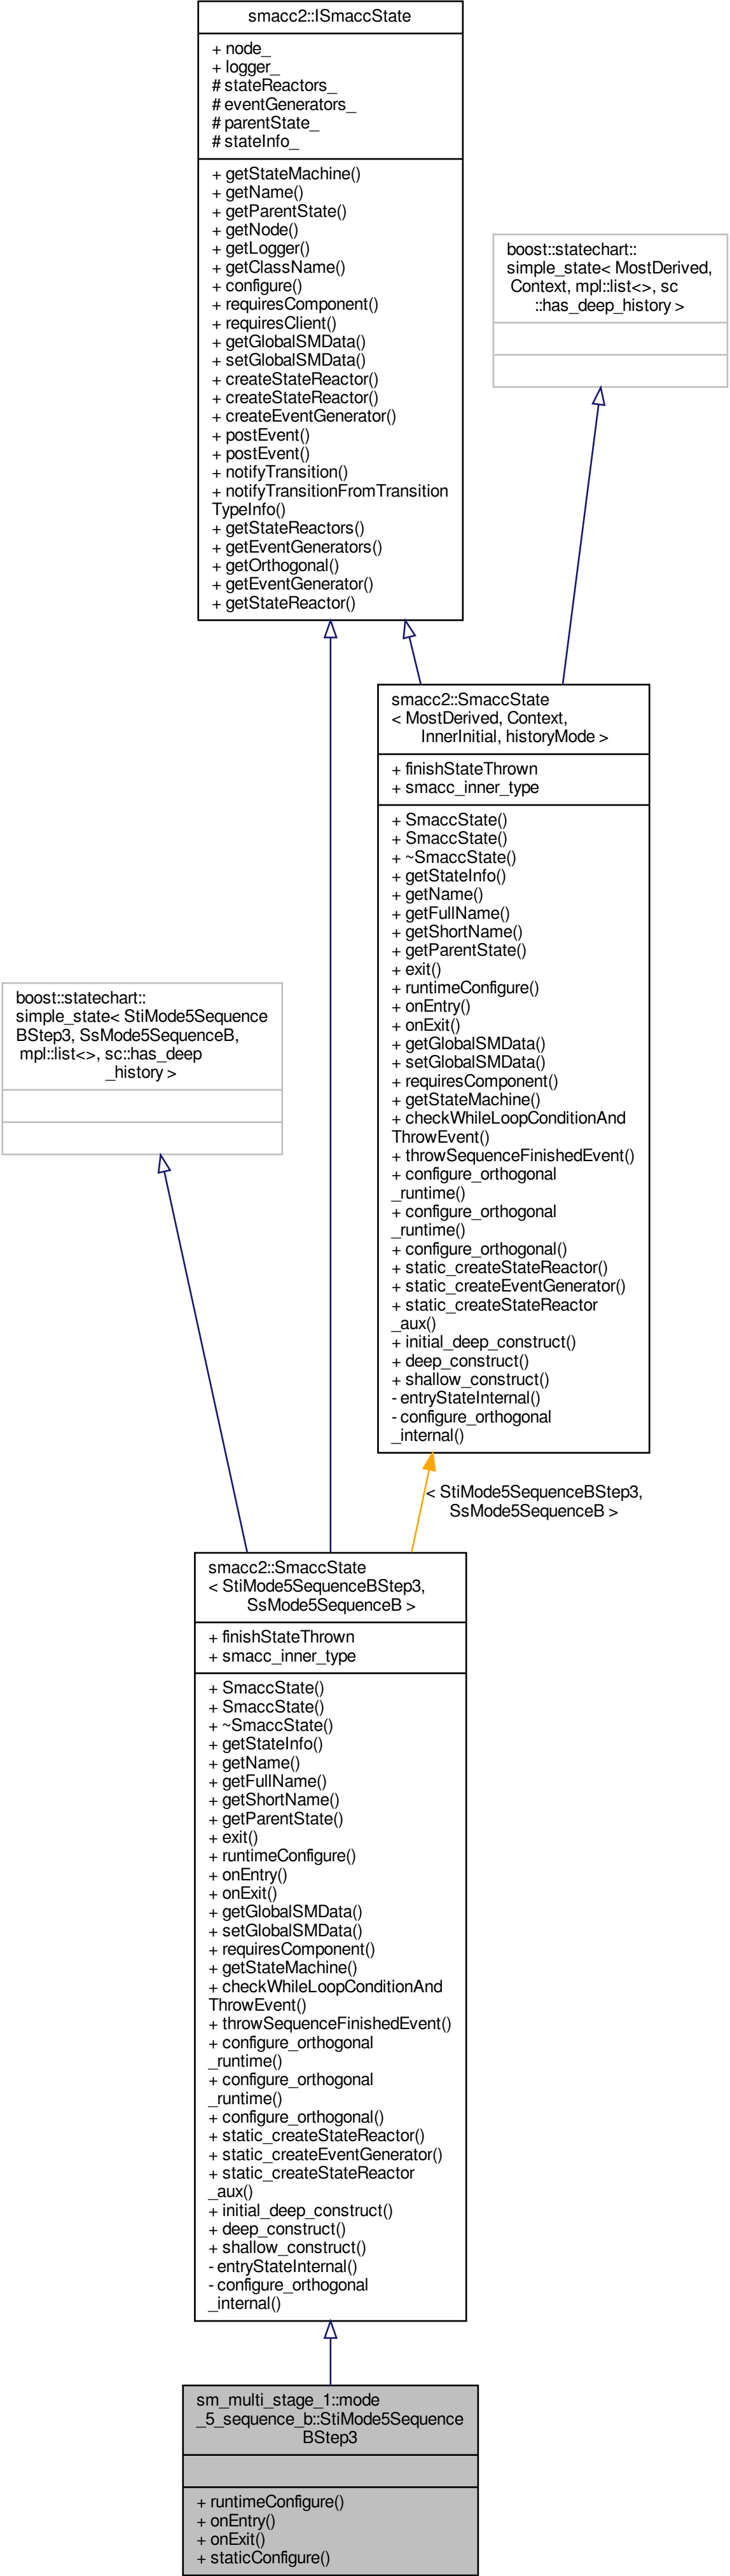 smacc2::ISmaccState
+ node_
+ logger_
# stateReactors_
# eventGenerators_
# parentState_
# stateInfo_
+ getStateMachine()
+ getName()
+ getParentState()
+ getNode()
+ getLogger()
+ getClassName()
+ configure()
+ requiresComponent()
+ requiresClient()
+ getGlobalSMData()
+ setGlobalSMData()
+ createStateReactor()
+ createStateReactor()
+ createEventGenerator()
+ postEvent()
+ postEvent()
+ notifyTransition()
+ notifyTransitionFromTransition
TypeInfo()
+ getStateReactors()
+ getEventGenerators()
+ getOrthogonal()
+ getEventGenerator()
+ getStateReactor()
boost::statechart::
simple_state< MostDerived,
Context, mpl::list<>, sc
::has_deep_history >
smacc2::SmaccState
< MostDerived, Context,
InnerInitial, historyMode >
+ finishStateThrown
+ smacc_inner_type
+ SmaccState()
+ SmaccState()
+ ~SmaccState()
+ getStateInfo()
+ getName()
+ getFullName()
+ getShortName()
+ getParentState()
+ exit()
+ runtimeConfigure()
+ onEntry()
+ onExit()
+ getGlobalSMData()
+ setGlobalSMData()
+ requiresComponent()
+ getStateMachine()
+ checkWhileLoopConditionAnd
ThrowEvent()
+ throwSequenceFinishedEvent()
+ configure_orthogonal
_runtime()
+ configure_orthogonal
_runtime()
+ configure_orthogonal()
+ static_createStateReactor()
+ static_createEventGenerator()
+ static_createStateReactor
_aux()
+ initial_deep_construct()
+ deep_construct()
+ shallow_construct()
- entryStateInternal()
- configure_orthogonal
_internal()
boost::statechart::
simple_state< StiMode5Sequence
BStep3, SsMode5SequenceB,
mpl::list<>, sc::has_deep
_history >
< StiMode5SequenceBStep3,
SsMode5SequenceB >
smacc2::SmaccState
< StiMode5SequenceBStep3,
SsMode5SequenceB >
+ finishStateThrown
+ smacc_inner_type
+ SmaccState()
+ SmaccState()
+ ~SmaccState()
+ getStateInfo()
+ getName()
+ getFullName()
+ getShortName()
+ getParentState()
+ exit()
+ runtimeConfigure()
+ onEntry()
+ onExit()
+ getGlobalSMData()
+ setGlobalSMData()
+ requiresComponent()
+ getStateMachine()
+ checkWhileLoopConditionAnd
ThrowEvent()
+ throwSequenceFinishedEvent()
+ configure_orthogonal
_runtime()
+ configure_orthogonal
_runtime()
+ configure_orthogonal()
+ static_createStateReactor()
+ static_createEventGenerator()
+ static_createStateReactor
_aux()
+ initial_deep_construct()
+ deep_construct()
+ shallow_construct()
- entryStateInternal()
- configure_orthogonal
_internal()
sm_multi_stage_1::mode
_5_sequence_b::StiMode5Sequence
BStep3
+ runtimeConfigure()
+ onEntry()
+ onExit()
+ staticConfigure()